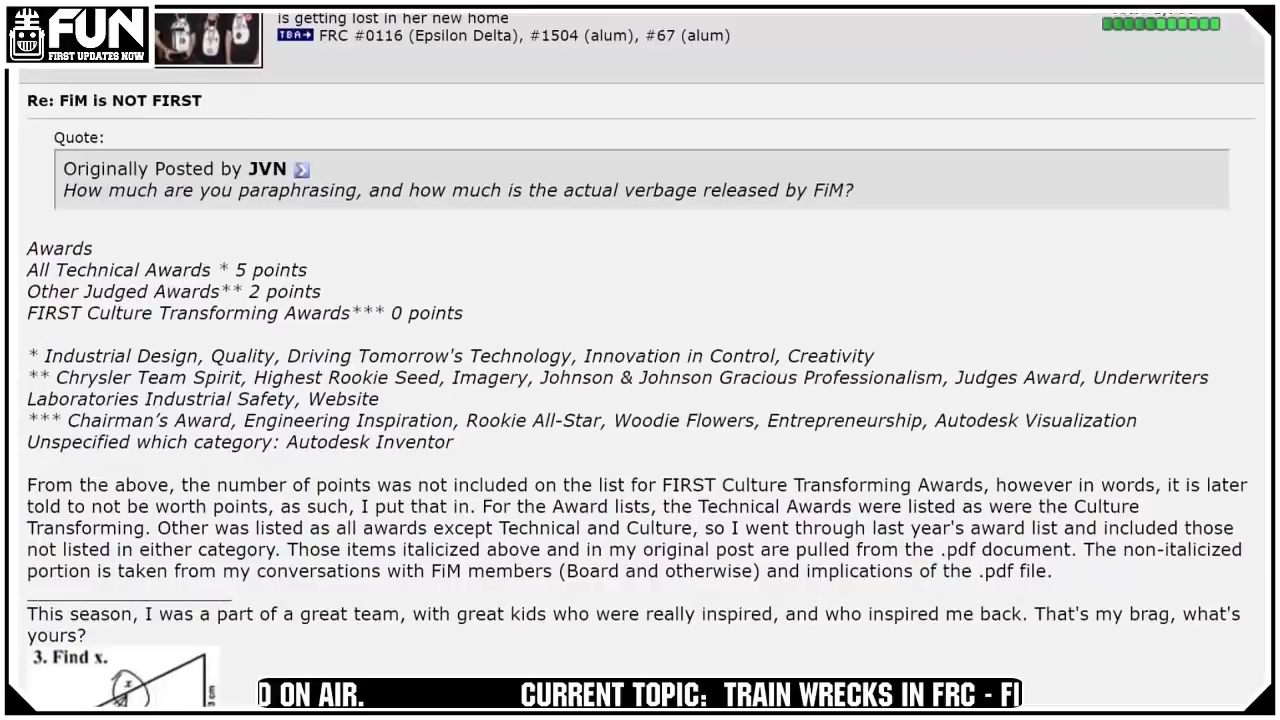 FUN
FIRST UPDATES NOW
is getting lost in her new home
TBA FRC #0116 (Epsilon Delta), #1504 (alum), #67 (alum)
Re: FiM is NOT FIRST
Quote:
Originally Posted by JVN
How much are you paraphrasing, and how much is the actual verbage released by FiM?
Awards
All Technical Awards * 5 points
Other Judged Awards** 2 points
FIRST Culture Transforming Awards*** 0 points
* Industrial Design, Quality, Driving Tomorrow's Technology, Innovation in Control, Creativity
** Chrysler Team Spirit, Highest Rookie Seed, Imagery, Johnson & Johnson Gracious Professionalism, Judges Award, Underwriters
Laboratories Industrial Safety, Website
*** Chairman’s Award, Engineering Inspiration, Rookie All-Star, Woodie Flowers, Entrepreneurship, Autodesk Visualization
Unspecified which category: Autodesk Inventor
From the above, the number of points was not included on the list for FIRST Culture Transforming Awards, however in words, it is later
told to not be worth points, as such, I put that in. For the Award lists, the Technical Awards were listed as were the Culture
Transforming. Other was listed as all awards except Technical and Culture, so I went through last year's award list and included those
not listed in either category. Those items italicized above and in my original post are pulled from the .pdf document. The non-italicized
portion is taken from my conversations with FiM members (Board and otherwise) and implications of the .pdf file.
This season, I was a part of a great team, with great kids who were really inspired, and who inspired me back. That's my brag, what's
yours?
3. Find x.
x
cm
D ON AIR. CURRENT TOPIC: TRAIN WRECKS IN FRC - FI